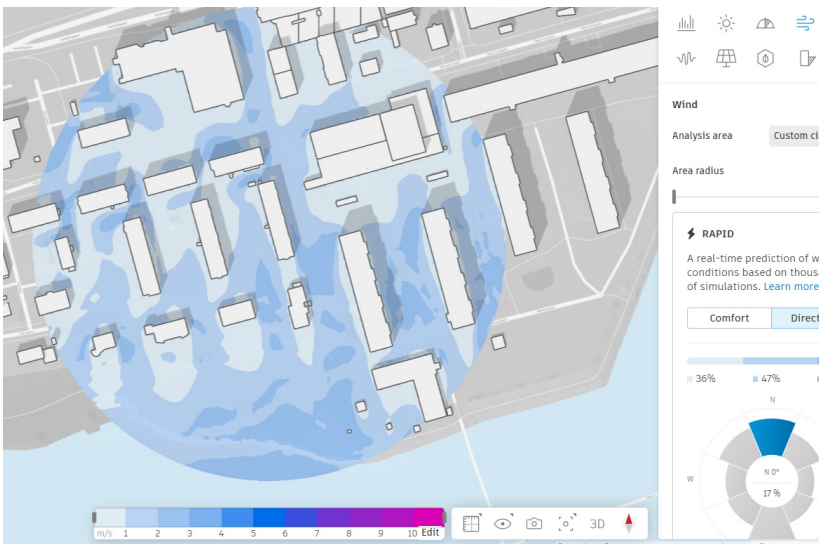 Wind
Analysis area
Custom ci
Area radius
RAPID
A real-time prediction of w
conditions based on thous
of simulations. Learn more
Comfort
Direct
36%
47%
N
W
N 0°
17 %
m/s 1 2 3 4 5 6 7 8 9 10 Edit
3D